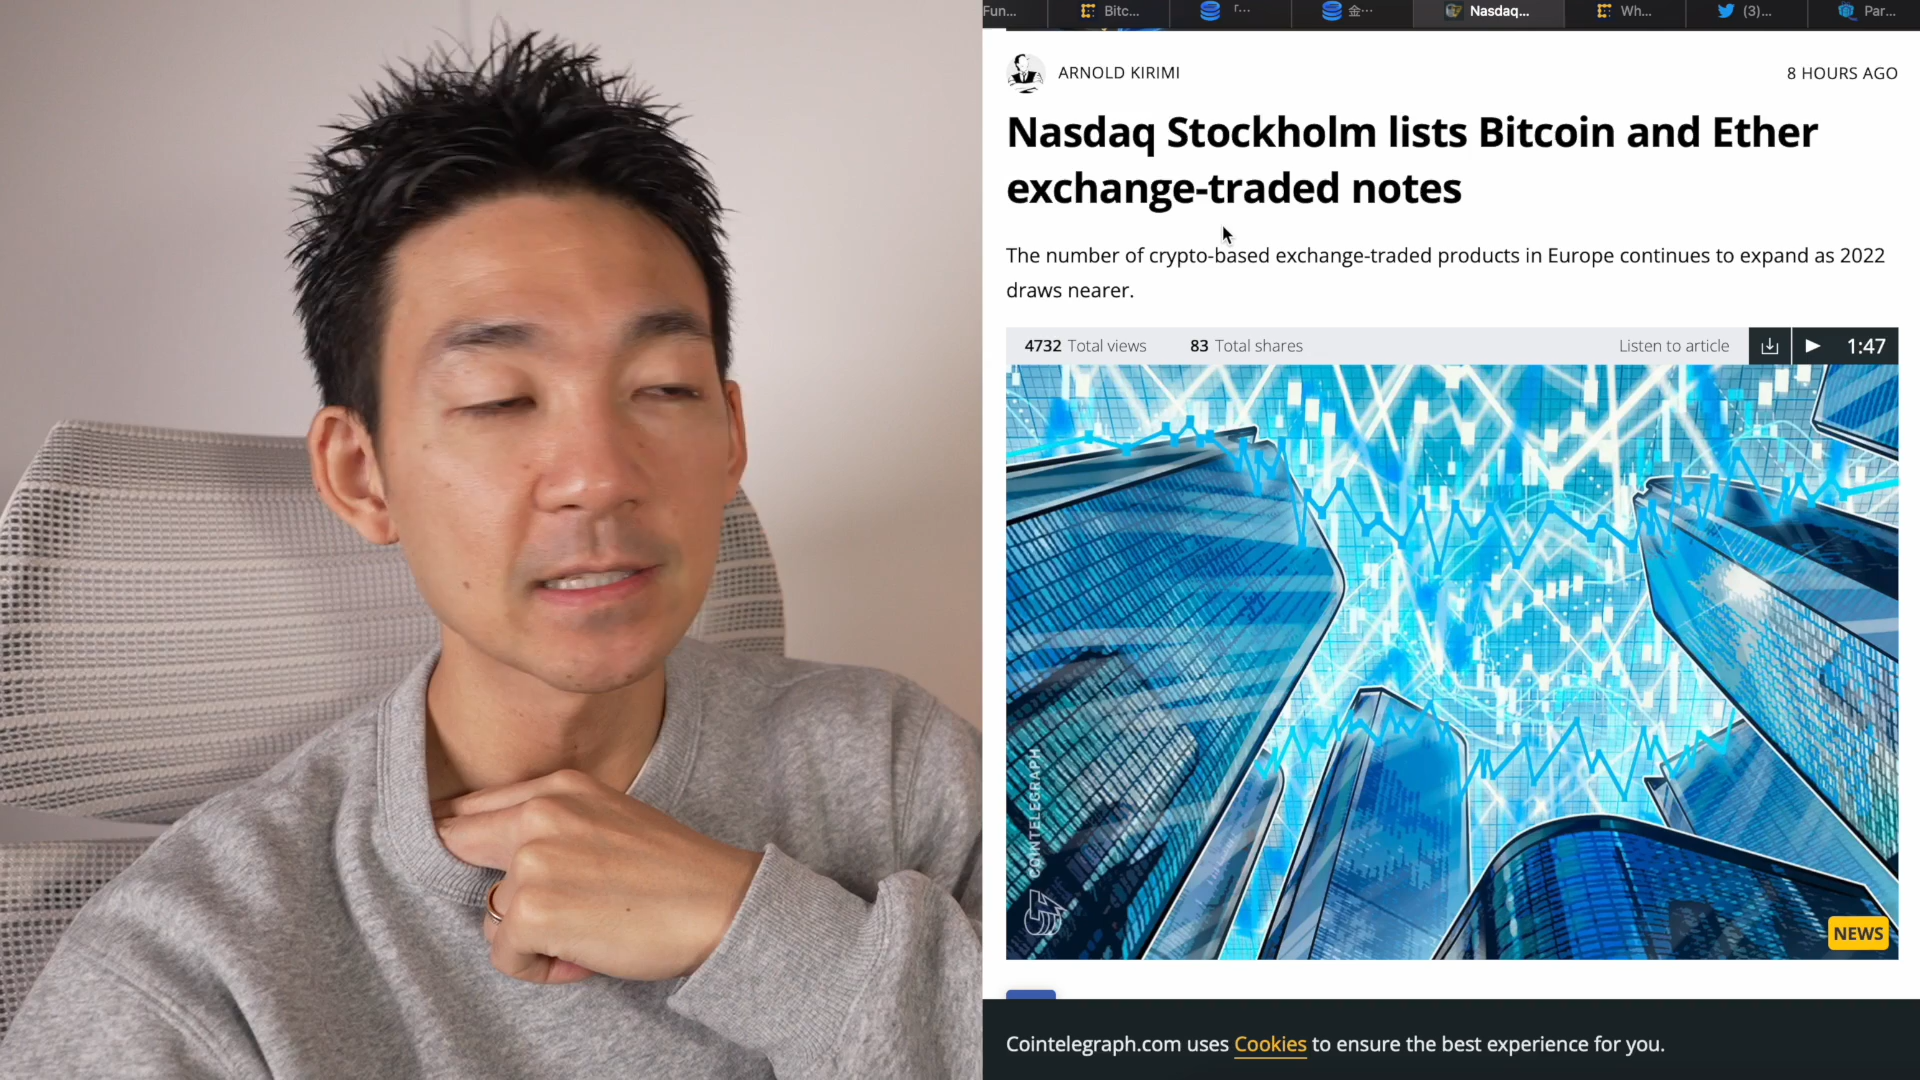 Fun...
Bitc...
「…
金…
Nasdaq...
Wh...
(3)...
Par...
ARNOLD KIRIMI
8 HOURS AGO
Nasdaq Stockholm lists Bitcoin and Ether
exchange-traded notes
The number of crypto-based exchange-traded products in Europe continues to expand as 2022
draws nearer.
4732 Total views
83 Total shares
Listen to article
1:47
COINTELEGRAPH
NEWS
Cointelegraph.com uses Cookies to ensure the best experience for you.